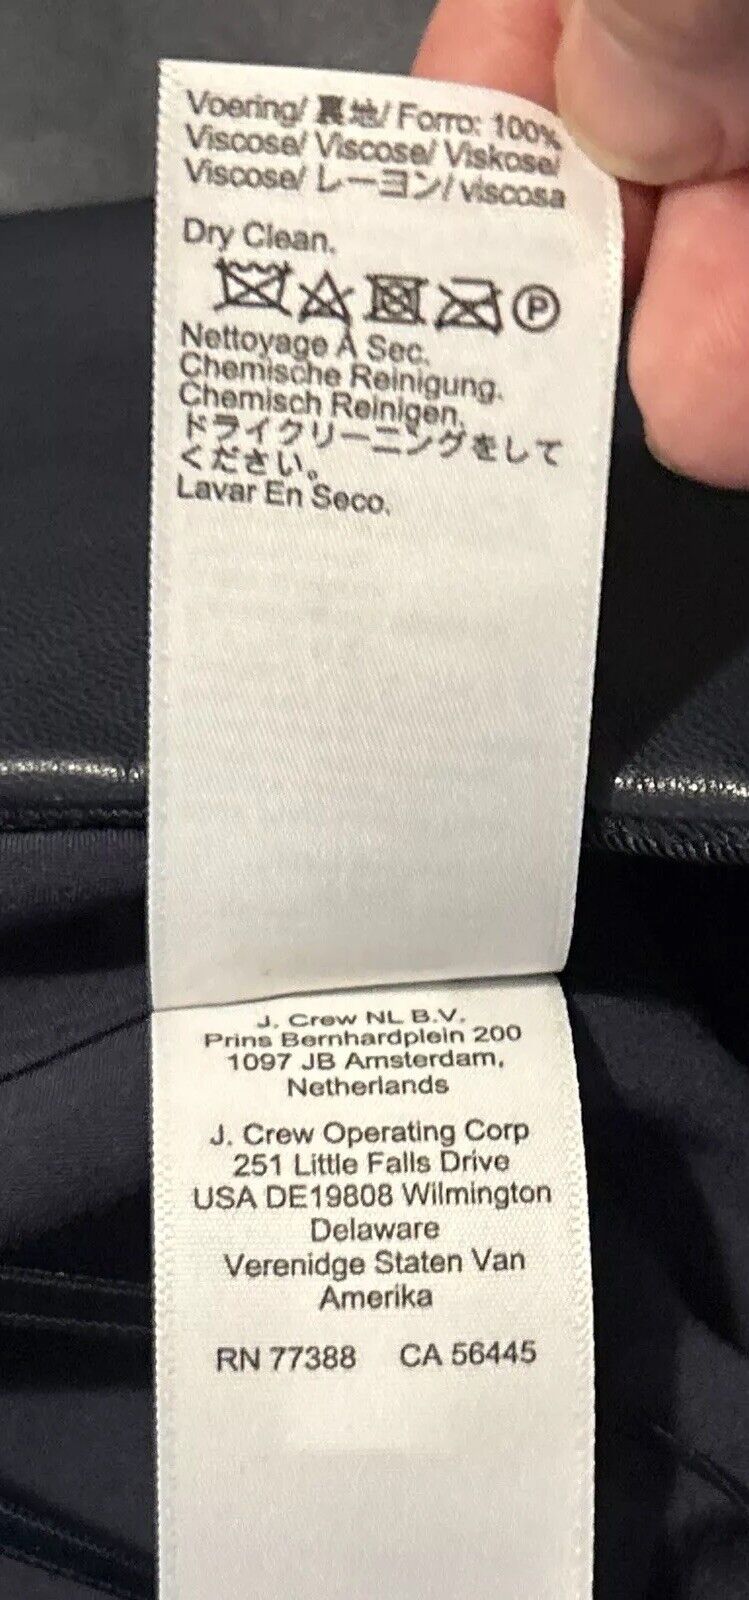 Voering/ 裏地/ Forro: 100%
Viscose/ Viscose/ Viskose/
Viscose/ レーヨン/ viscosa
Dry Clean.
P
Nettoyage À Sec.
Chemische Reinigung.
Chemisch Reinigen.
ドライクリーニングをして
ください。
Lavar En Seco.
J. Crew NL B.V.
Prins Bernhardplein 200
1097 JB Amsterdam,
Netherlands
J. Crew Operating Corp
251 Little Falls Drive
USA DE19808 Wilmington
Delaware
Verenidge Staten Van
Amerika
RN 77388 CA 56445